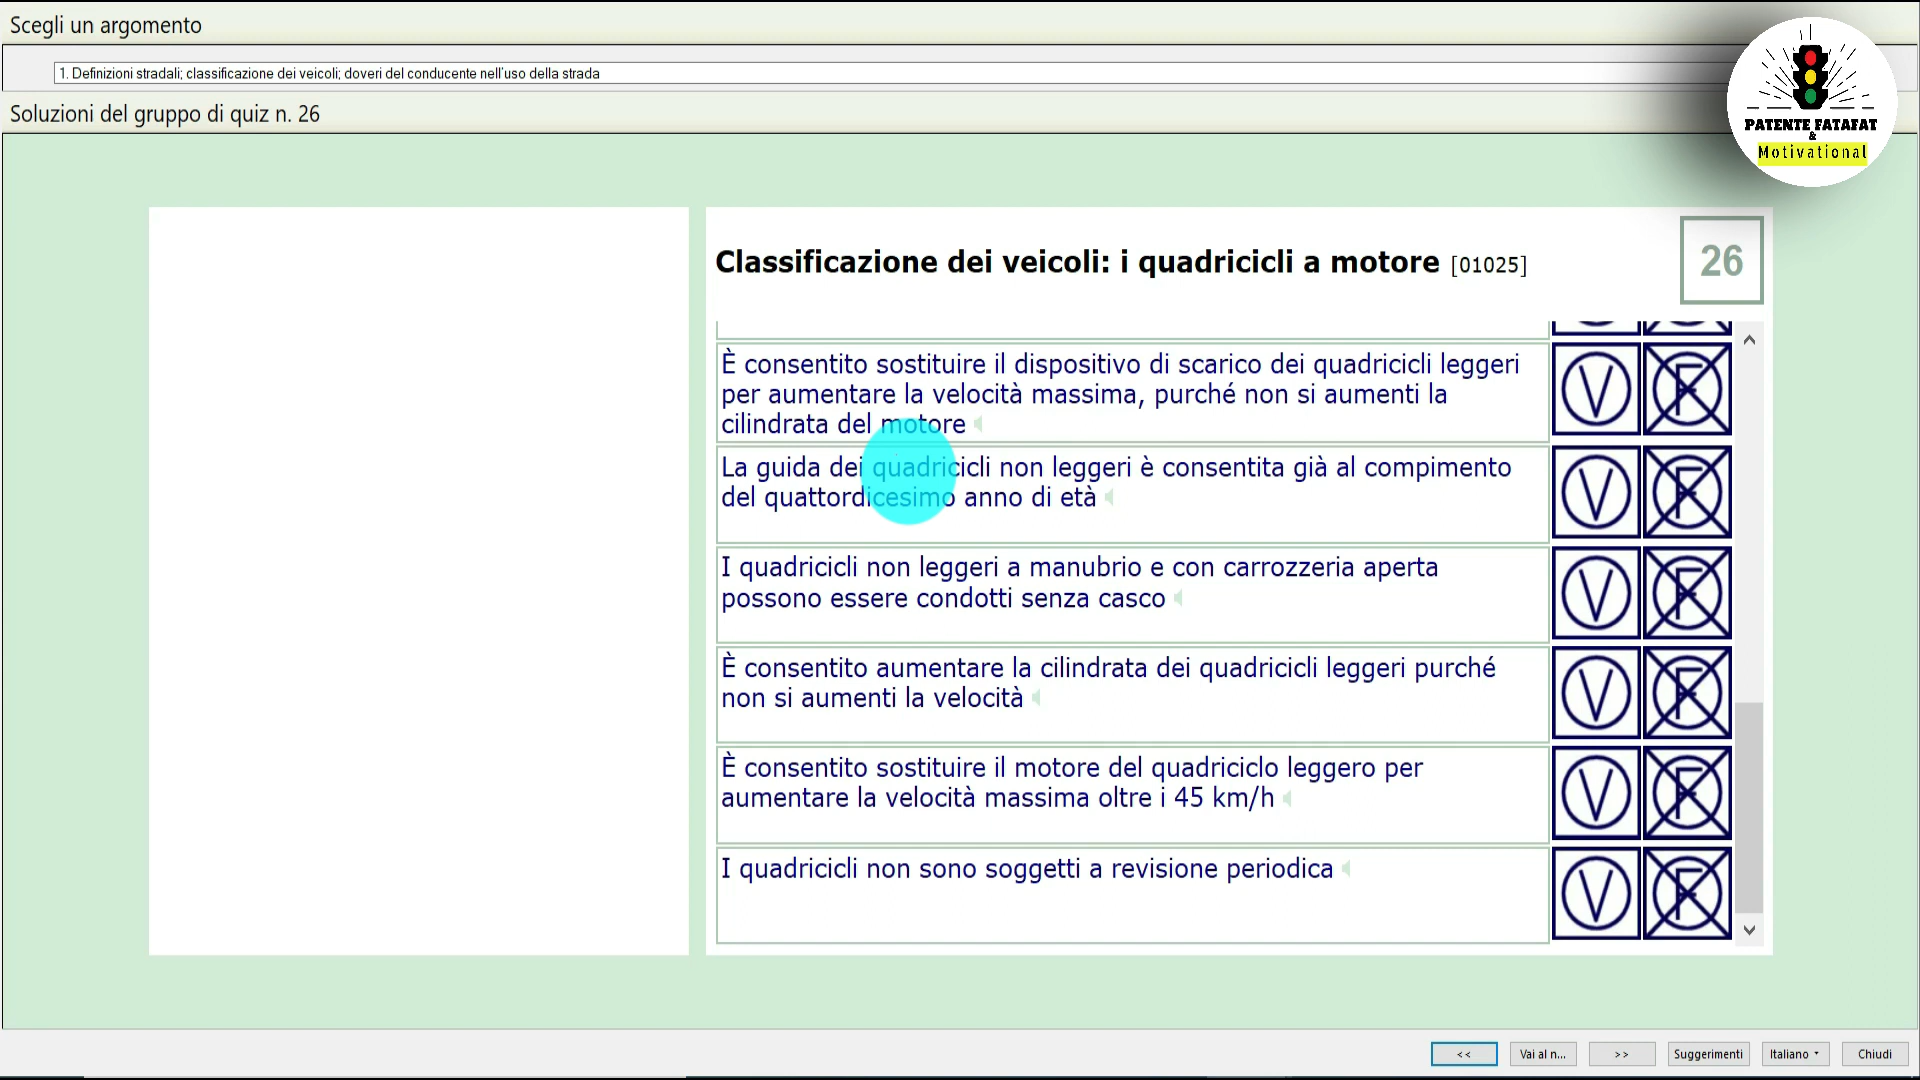 Scegli un argomento
1. Definizioni stradali; classificazione dei veicoli; doveri del conducente nell'uso della strada
Soluzioni del gruppo di quiz n. 26
PATENTE FATAFAT
&
Motivational
Classificazione dei veicoli: i quadricicli a motore [01025]
26
È consentito sostituire il dispositivo di scarico dei quadricicli leggeri
per aumentare la velocità massima, purché non si aumenti la
cilindrata del motore
V F
La guida dei quadricicli non leggeri è consentita già al compimento
del quattordicesimo anno di età
V F
I quadricicli non leggeri a manubrio e con carrozzeria aperta
possono essere condotti senza casco
V F
È consentito aumentare la cilindrata dei quadricicli leggeri purché
non si aumenti la velocità
V F
È consentito sostituire il motore del quadriciclo leggero per
aumentare la velocità massima oltre i 45 km/h
V F
I quadricicli non sono soggetti a revisione periodica
V F
<< Vai al n... >> Suggerimenti Italiano Chiudi